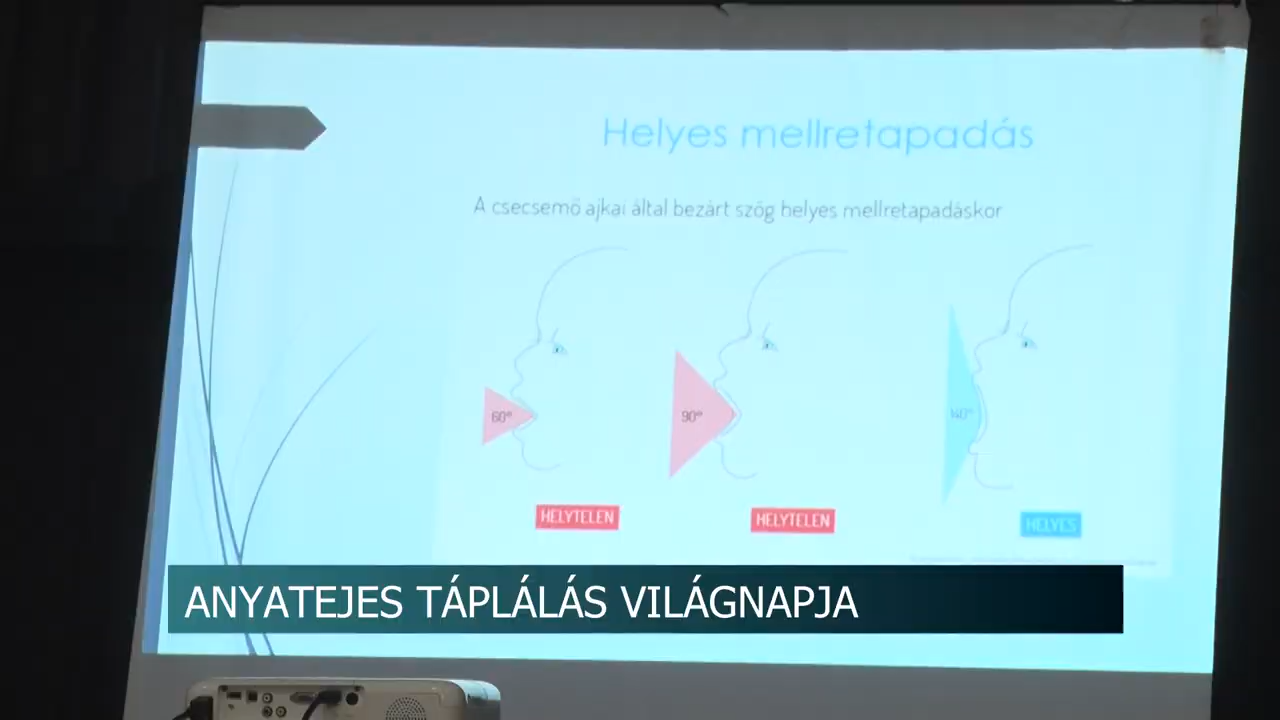 Helyes mellretapadás
A csecsemő ajkai által bezárt szög helyes mellretapadáskor
60°
90°
140°
HELYTELEN
HELYTELEN
HELYES
ANYATEJES TÁPLÁLÁS VILÁGNAPJA